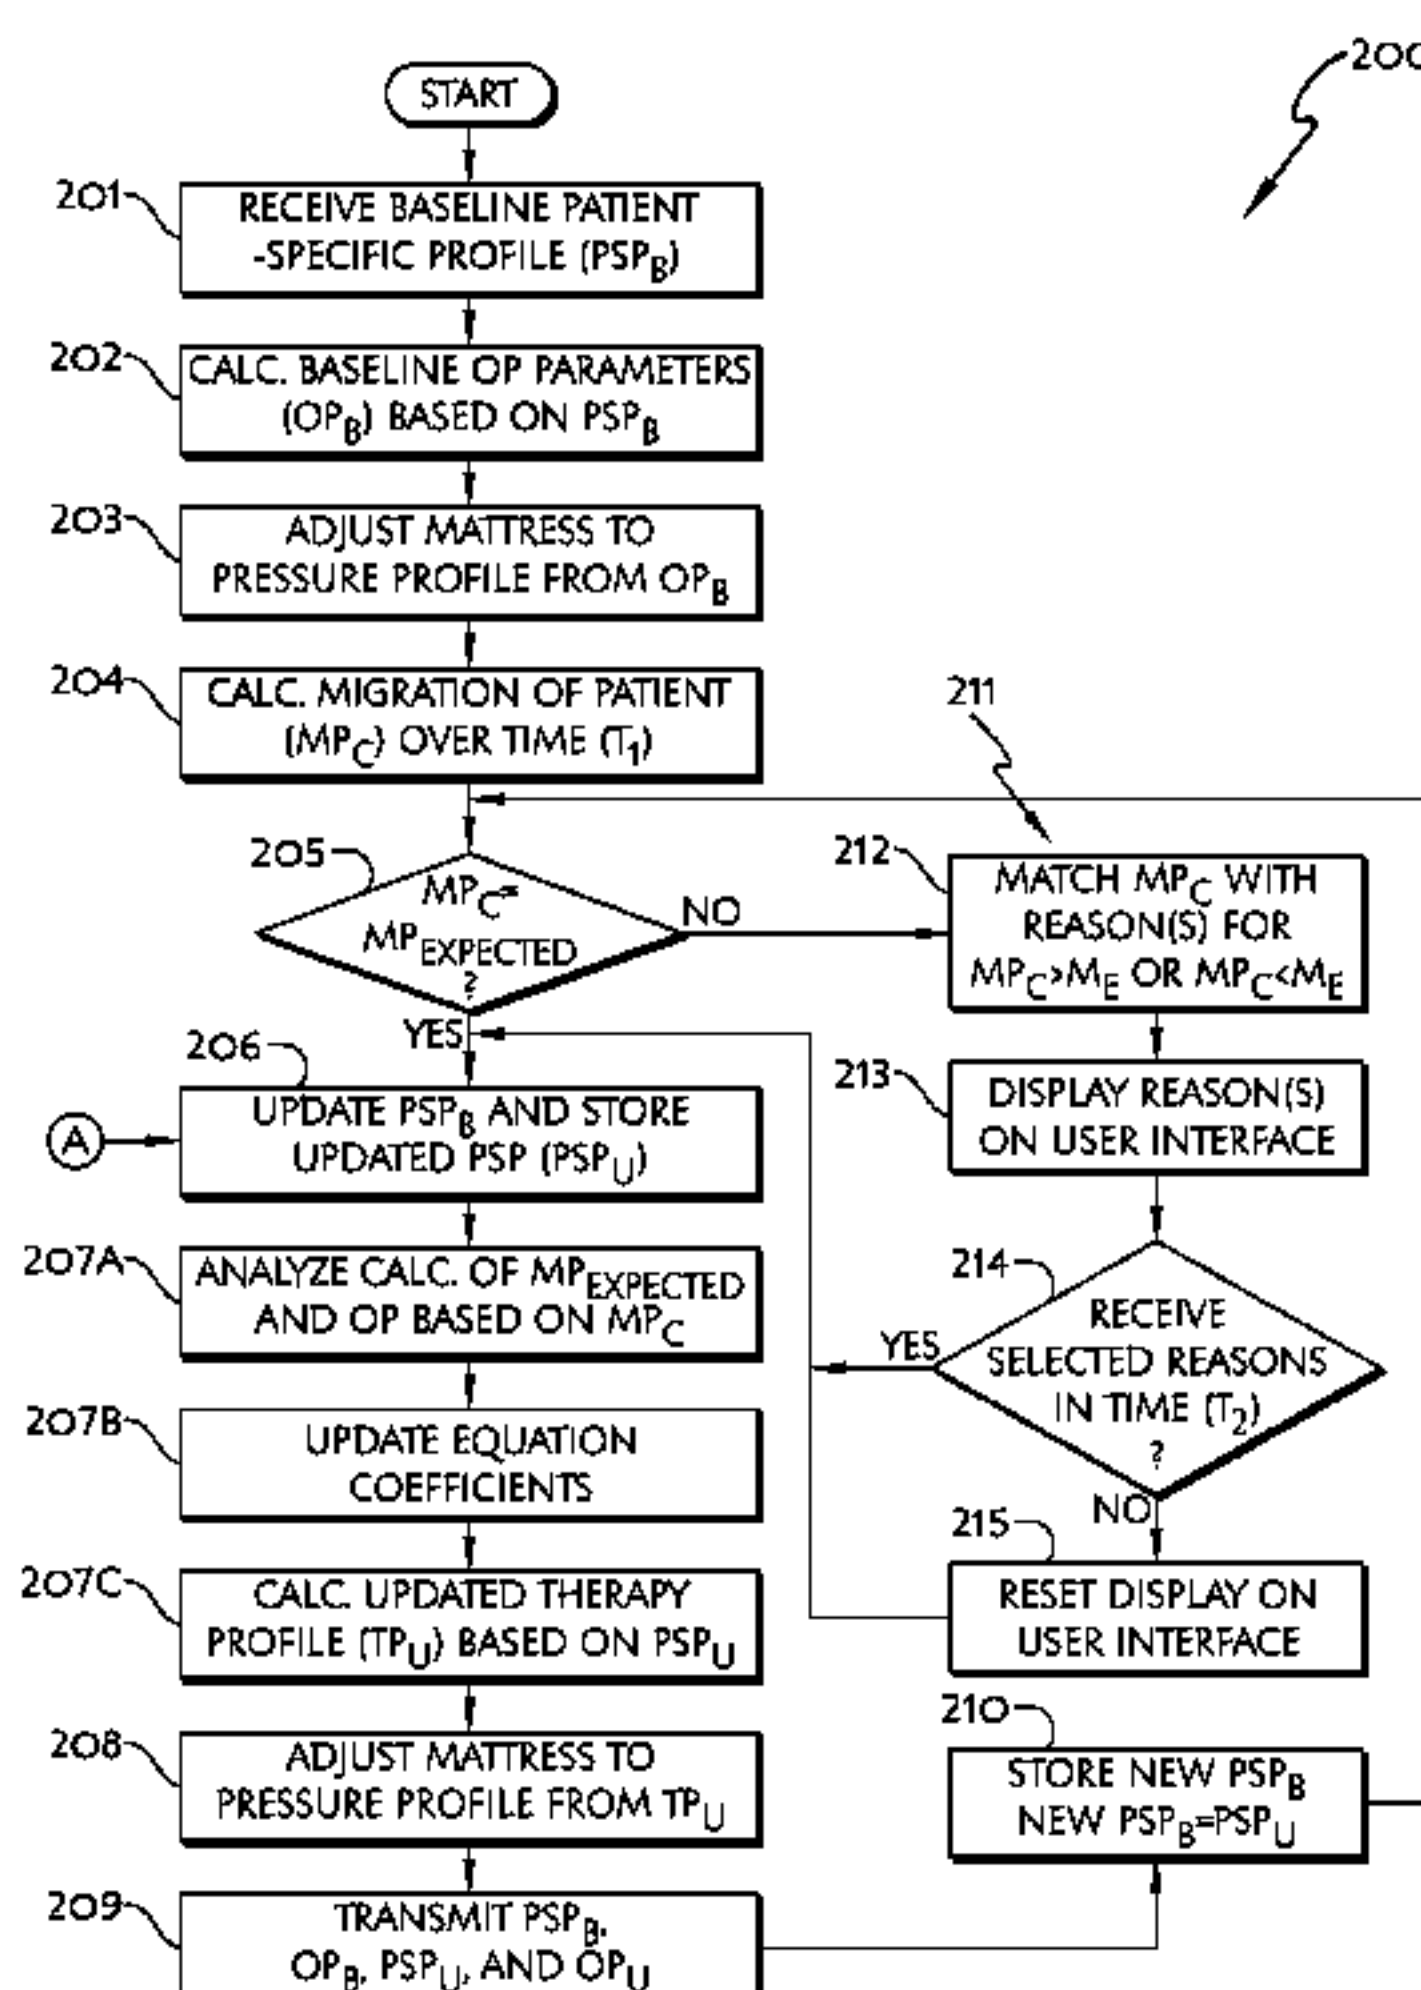 200
START
201
RECEIVE BASELINE PATIENT
-SPECIFIC PROFILE (PSPB)
202
CALC. BASELINE OP PARAMETERS
(OPB) BASED ON PSPB
203
ADJUST MATTRESS TO
PRESSURE PROFILE FROM OPB
204
CALC. MIGRATION OF PATIENT
(MPC) OVER TIME (T1)
205
MPC=
MPEXPECTED
?
NO
YES
211
212
MATCH MPC WITH
REASON(S) FOR
MPC>ME OR MPC<ME
213
DISPLAY REASON(S)
ON USER INTERFACE
214
RECEIVE
SELECTED REASONS
IN TIME (T2)
?
YES
NO
215
RESET DISPLAY ON
USER INTERFACE
A
206
UPDATE PSPB AND STORE
UPDATED PSP (PSPU)
207A
ANALYZE CALC. OF MPEXPECTED
AND OP BASED ON MPC
207B
UPDATE EQUATION
COEFFICIENTS
207C
CALC. UPDATED THERAPY
PROFILE (TPU) BASED ON PSPU
208
ADJUST MATTRESS TO
PRESSURE PROFILE FROM TPU
209
TRANSMIT PSPB,
OPB, PSPU, AND OPU
210
STORE NEW PSPB
NEW PSPB=PSPU